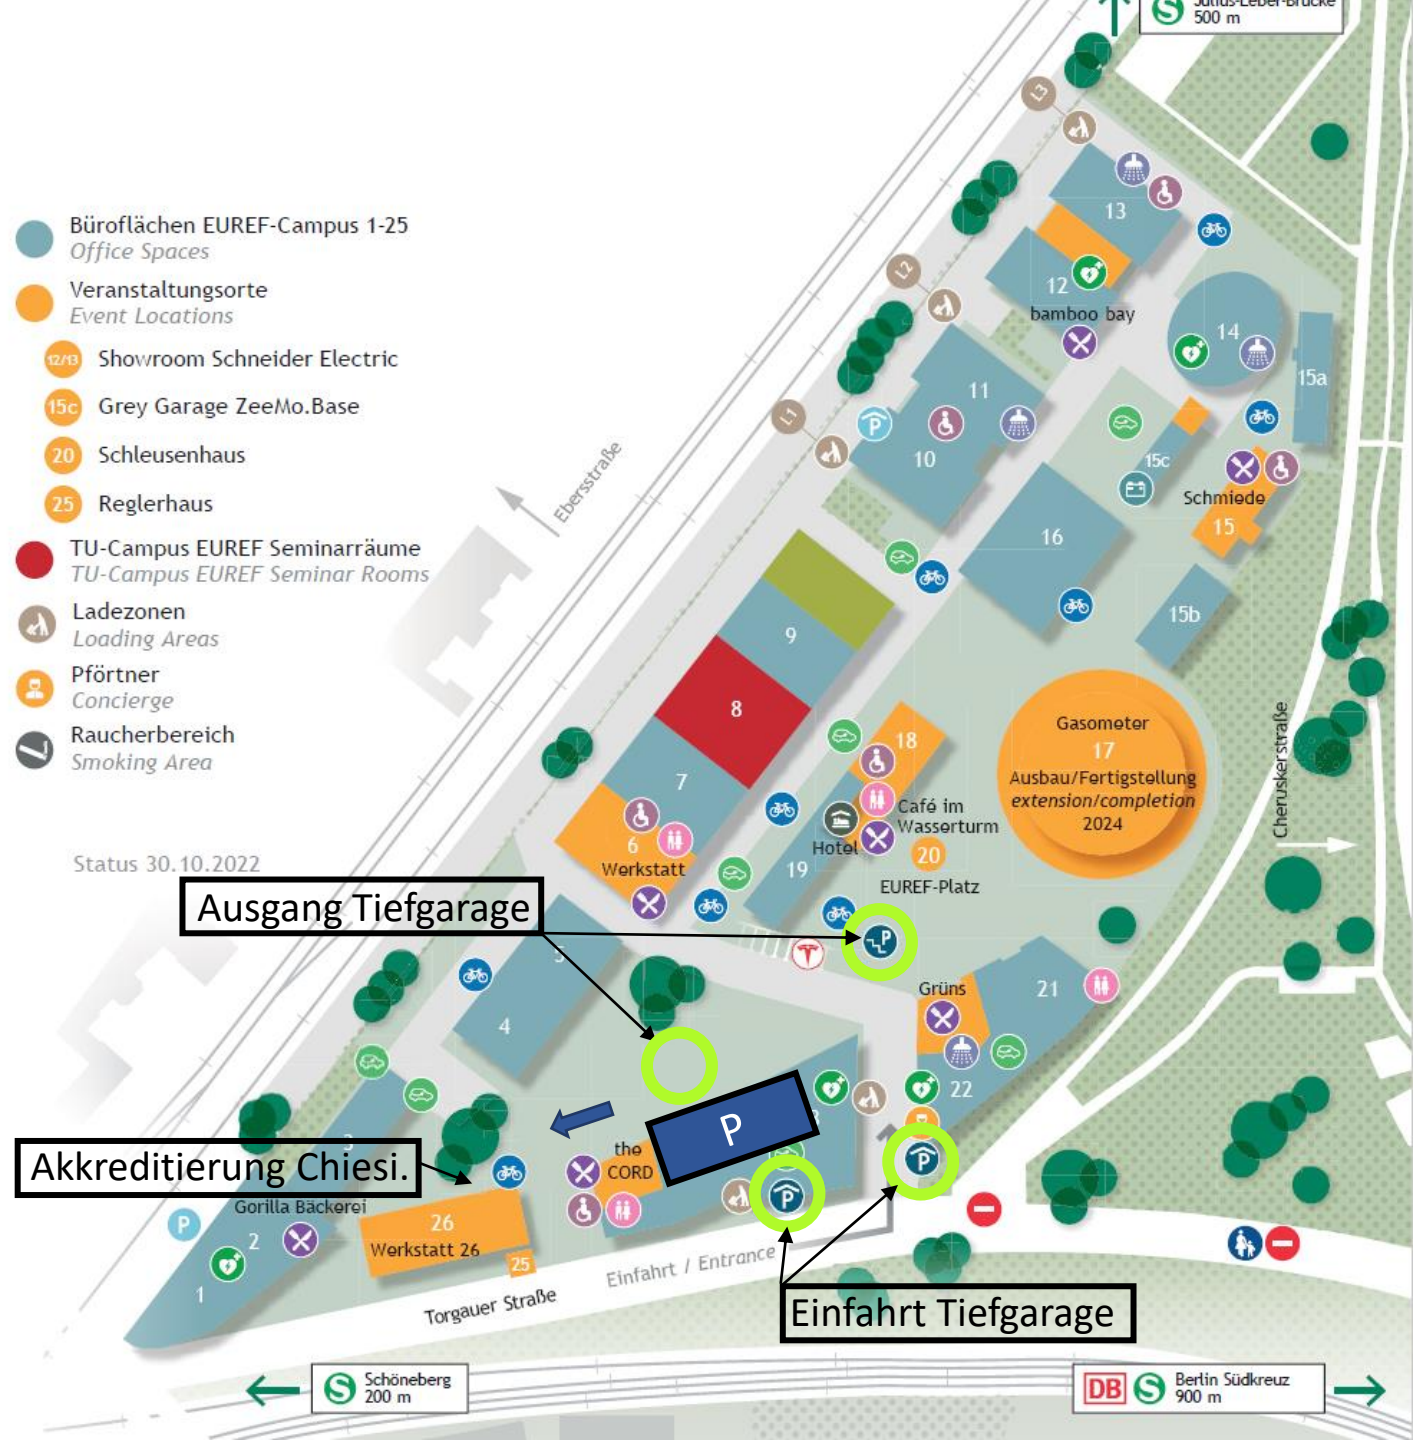 Julius-Leber-Brücke
500 m
Büroflächen EUREF-Campus 1-25
Office Spaces
Veranstaltungsorte
Event Locations
12/13 Showroom Schneider Electric
15c Grey Garage ZeeMo.Base
20 Schleusenhaus
25 Reglerhaus
TU-Campus EUREF Seminarräume
TU-Campus EUREF Seminar Rooms
Ladezonen
Loading Areas
Pförtner
Concierge
Raucherbereich
Smoking Area
Status 30.10.2022
Ebersstraße
L3
13
L2
12
bamboo bay
14
15a
L1
11
P
10
15c
Schmiede
15
16
15b
9
8
7
6
Werkstatt
18
Café im
Wasserturm
Hotel
20
19
EUREF-Platz
Gasometer
17
Ausbau/Fertigstellung
extension/completion
2024
Cheruskerstraße
Ausgang Tiefgarage
P
T
5
4
Grüns
21
22
3
P
the
CORD
P
P
Akkreditierung Chiesi.
Gorilla Bäckerei
P
2
1
26
Werkstatt 26
25
Einfahrt / Entrance
Torgauer Straße
Einfahrt Tiefgarage
S Schöneberg
200 m
DB S Berlin Südkreuz
900 m